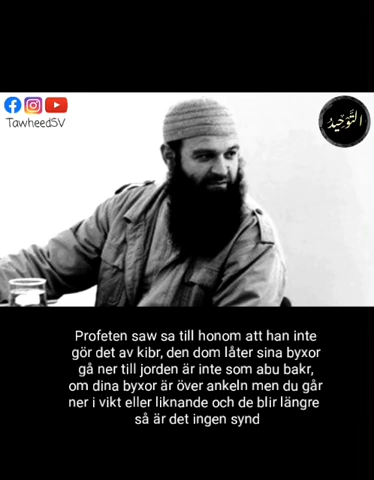 TawheedSV
التَّوْحِيدُ
Profeten saw sa till honom att han inte
gör det av kibr, den dom låter sina byxor
gå ner till jorden är inte som abu bakr,
om dina byxor är över ankeln men du går
ner i vikt eller liknande och de blir längre
så är det ingen synd